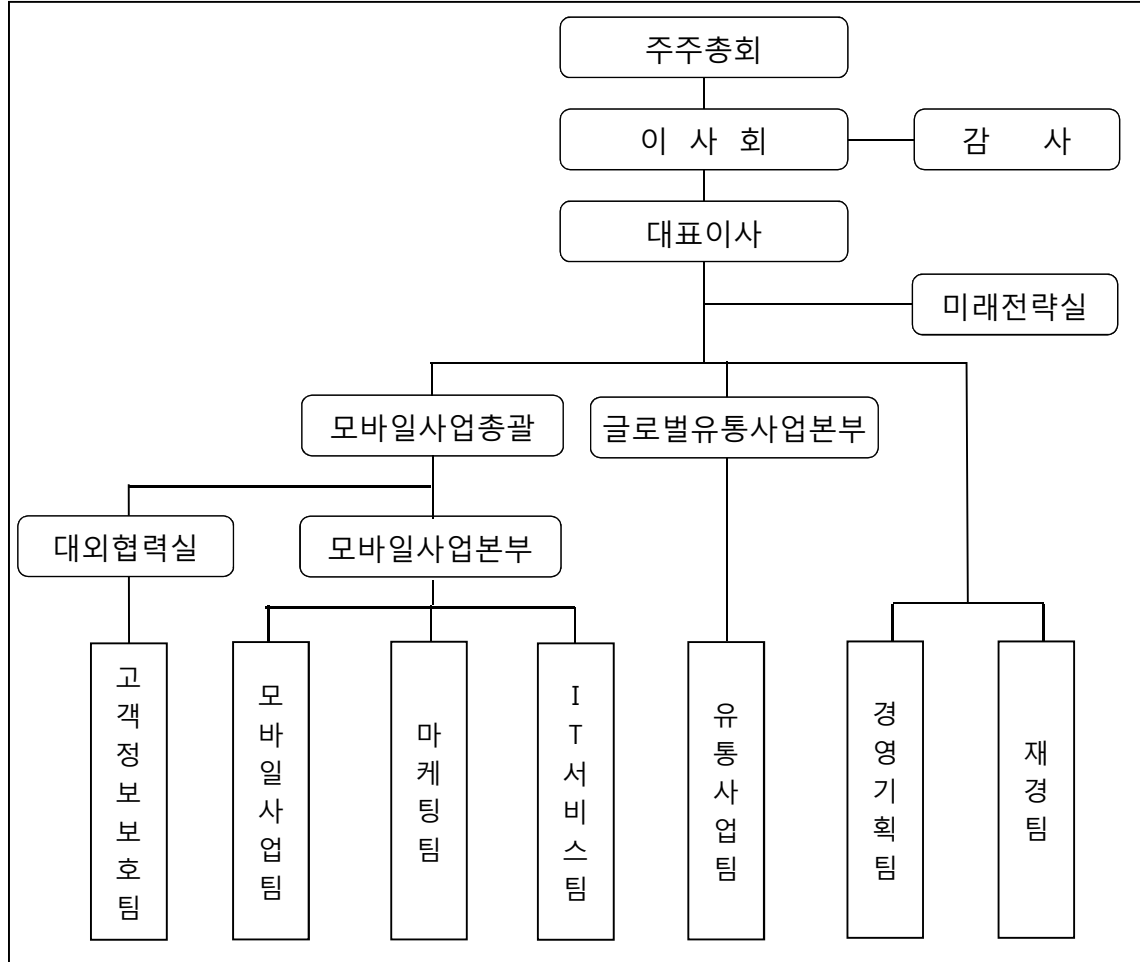 주주총회
이 사 회
감 사
대표이사
미래전략실
모바일사업총괄
글로벌유통사업본부
대외협력실
모바일사업본부
고객정보보호팀
모바일사업팀
마케팅팀
IT서비스팀
유통사업팀
경영기획팀
재경팀